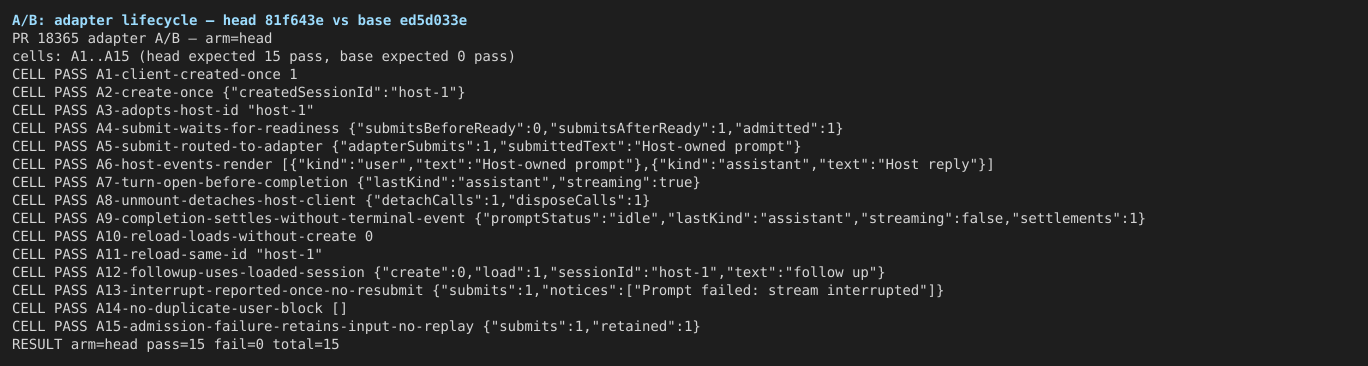 A/B: adapter lifecycle — head 81f643e vs base ed5d033e
PR 18365 adapter A/B — arm=head
cells: A1..A15 (head expected 15 pass, base expected 0 pass)
CELL PASS A1-client-created-once 1
CELL PASS A2-create-once {"createdSessionId":"host-1"}
CELL PASS A3-adopts-host-id "host-1"
CELL PASS A4-submit-waits-for-readiness {"submitsBeforeReady":0,"submitsAfterReady":1,"admitted":1}
CELL PASS A5-submit-routed-to-adapter {"adapterSubmits":1,"submittedText":"Host-owned prompt"}
CELL PASS A6-host-events-render [{"kind":"user","text":"Host-owned prompt"},{"kind":"assistant","text":"Host reply"}]
CELL PASS A7-turn-open-before-completion {"lastKind":"assistant","streaming":true}
CELL PASS A8-unmount-detaches-host-client {"detachCalls":1,"disposeCalls":1}
CELL PASS A9-completion-settles-without-terminal-event {"promptStatus":"idle","lastKind":"assistant","streaming":false,"settlements":1}
CELL PASS A10-reload-loads-without-create 0
CELL PASS A11-reload-same-id "host-1"
CELL PASS A12-followup-uses-loaded-session {"create":0,"load":1,"sessionId":"host-1","text":"follow up"}
CELL PASS A13-interrupt-reported-once-no-resubmit {"submits":1,"notices":["Prompt failed: stream interrupted"]}
CELL PASS A14-no-duplicate-user-block []
CELL PASS A15-admission-failure-retains-input-no-replay {"submits":1,"retained":1}
RESULT arm=head pass=15 fail=0 total=15